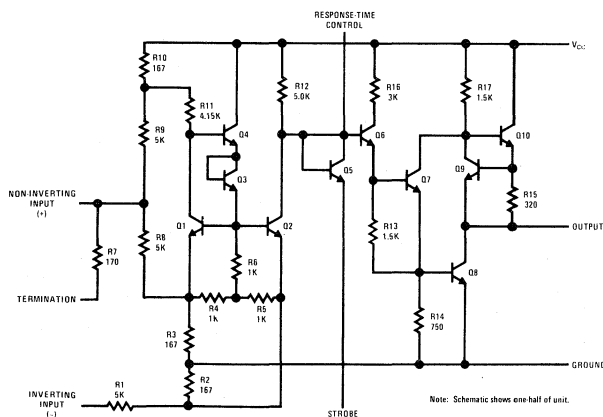 RESPONSE-TIME
CONTROL
R10
167
R12
5.0K
R16
3K
R17
1.5K
R11
4.15K
Q4
Q6
Q10
R9
5K
Q3
Q5
Q7
Q9
NON-INVERTING
INPUT
(+)
R15
320
Q1
Q2
R13
1.5K
OUTPUT
R7
170
R8
5K
R6
1K
Q8
TERMINATION
R4
1K
R5
1K
R14
750
R3
167
GROUND
R2
167
INVERTING
INPUT
(–)
R1
5K
STROBE
Note: Schematic shows one-half of unit.